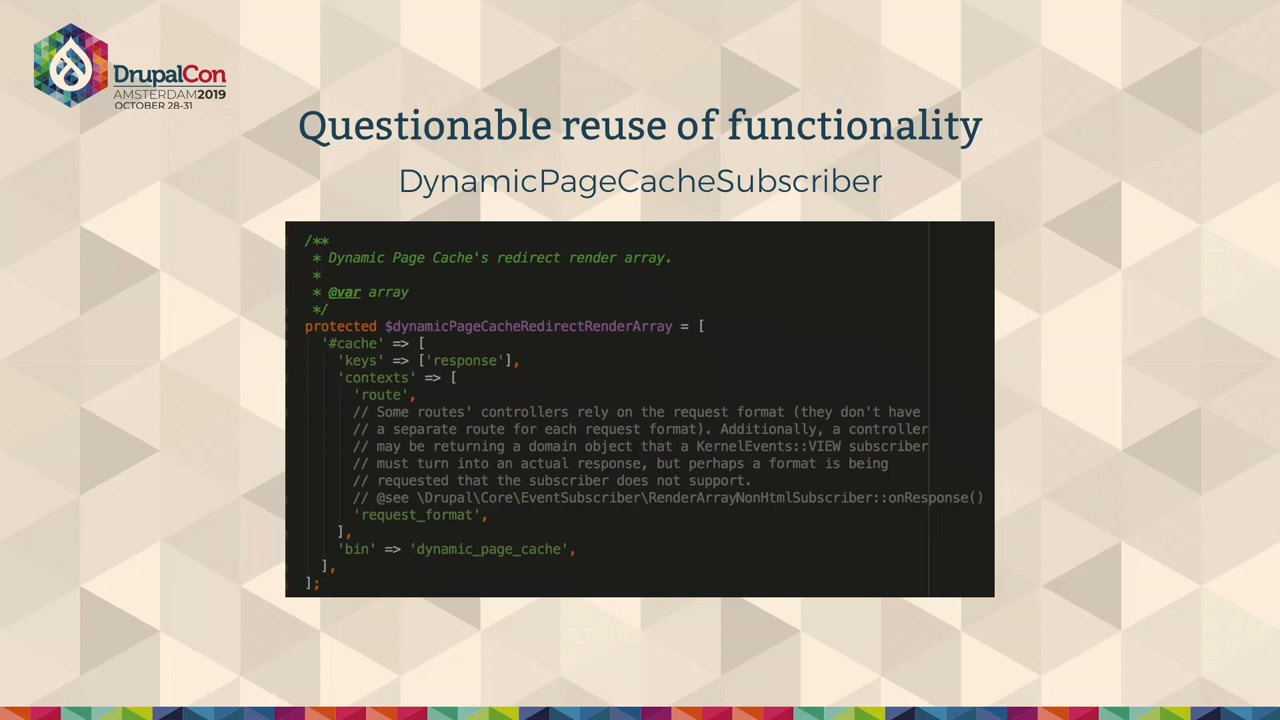 DrupalCon
AMSTERDAM2019
OCTOBER 28-31
Questionable reuse of functionality
DynamicPageCacheSubscriber
/**
 * Dynamic Page Cache's redirect render array.
 *
 * @var array
 */
protected $dynamicPageCacheRedirectRenderArray = [
  '#cache' => [
    'keys' => ['response'],
    'contexts' => [
      'route',
      // Some routes' controllers rely on the request format (they don't have
      // a separate route for each request format). Additionally, a controller
      // may be returning a domain object that a KernelEvents::VIEW subscriber
      // must turn into an actual response, but perhaps a format is being
      // requested that the subscriber does not support.
      // @see \Drupal\Core\EventSubscriber\RenderArrayNonHtmlSubscriber::onResponse()
      'request_format',
    ],
    'bin' => 'dynamic_page_cache',
  ],
];